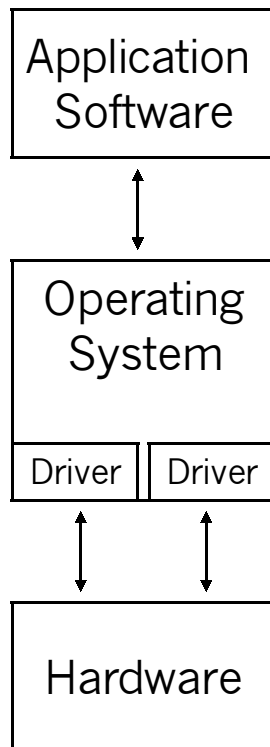 Application
Software
Operating
System
Driver Driver
Hardware